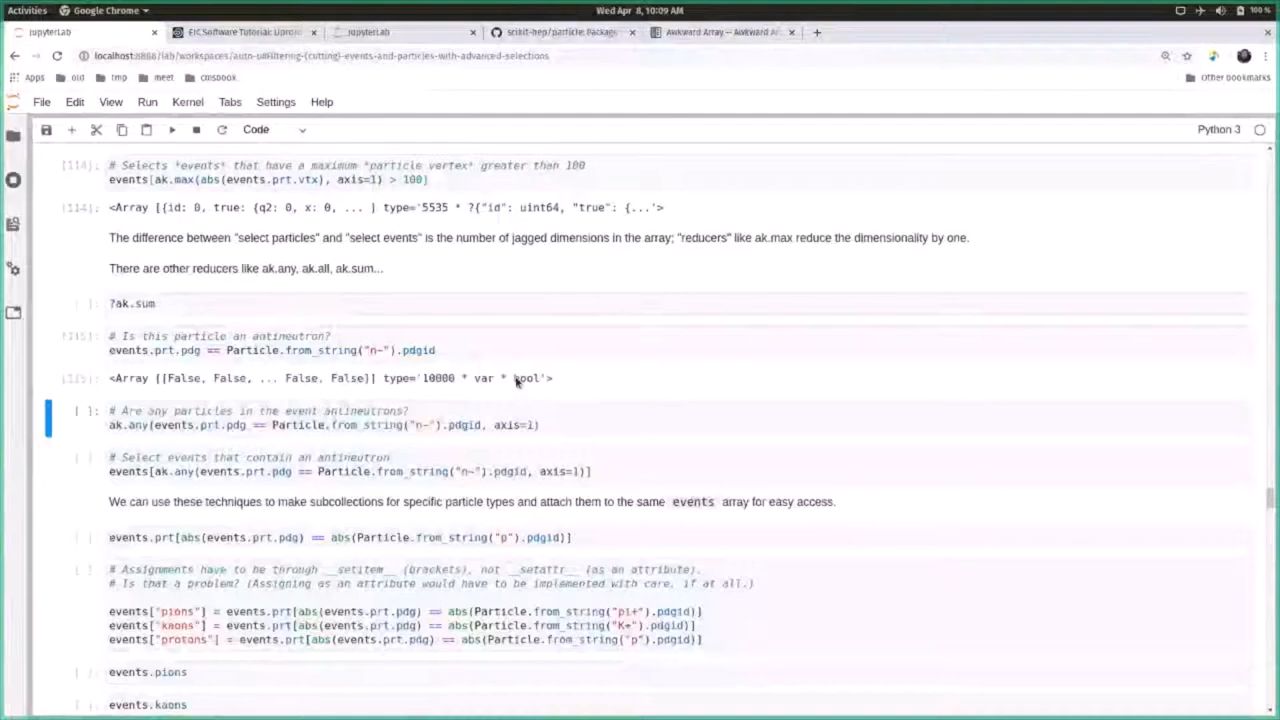 Activities Google Chrome Wed Apr 8, 10:09 AM 100 %
JupyterLab EIC Software Tutorial: Uproo JupyterLab scikit-hep/particle: Package Awkward Array — Awkward Ar
localhost:8888/lab/workspaces/auto-u#Filtering-(cutting)-events-and-particles-with-advanced-selections
Apps old tmp meet cmsbook Other bookmarks
File Edit View Run Kernel Tabs Settings Help
Code Python 3
[114]: # Selects *events* that have a maximum *particle vertex* greater than 100
events[ak.max(abs(events.prt.vtx), axis=1) > 100]
[114]: <Array [{id: 0, true: {q2: 0, x: 0, ... ] type='5535 * ?{"id": uint64, "true": {...'>
The difference between "select particles" and "select events" is the number of jagged dimensions in the array; "reducers" like ak.max reduce the dimensionality by one.
There are other reducers like ak.any, ak.all, ak.sum...
[ ]: ?ak.sum
[115]: # Is this particle an antineutron?
events.prt.pdg == Particle.from_string("n~").pdgid
[115]: <Array [[False, False, ... False, False]] type='10000 * var * bool'>
[ ]: # Are any particles in the event antineutrons?
ak.any(events.prt.pdg == Particle.from_string("n~").pdgid, axis=1)
[ ]: # Select events that contain an antineutron
events[ak.any(events.prt.pdg == Particle.from_string("n~").pdgid, axis=1)]
We can use these techniques to make subcollections for specific particle types and attach them to the same events array for easy access.
[ ]: events.prt[abs(events.prt.pdg) == abs(Particle.from_string("p").pdgid)]
[ ]: # Assignments have to be through __setitem__ (brackets), not __setattr__ (as an attribute).
# Is that a problem? (Assigning as an attribute would have to be implemented with care, if at all.)
events["pions"] = events.prt[abs(events.prt.pdg) == abs(Particle.from_string("pi+").pdgid)]
events["kaons"] = events.prt[abs(events.prt.pdg) == abs(Particle.from_string("K+").pdgid)]
events["protons"] = events.prt[abs(events.prt.pdg) == abs(Particle.from_string("p").pdgid)]
[ ]: events.pions
[ ]: events.kaons